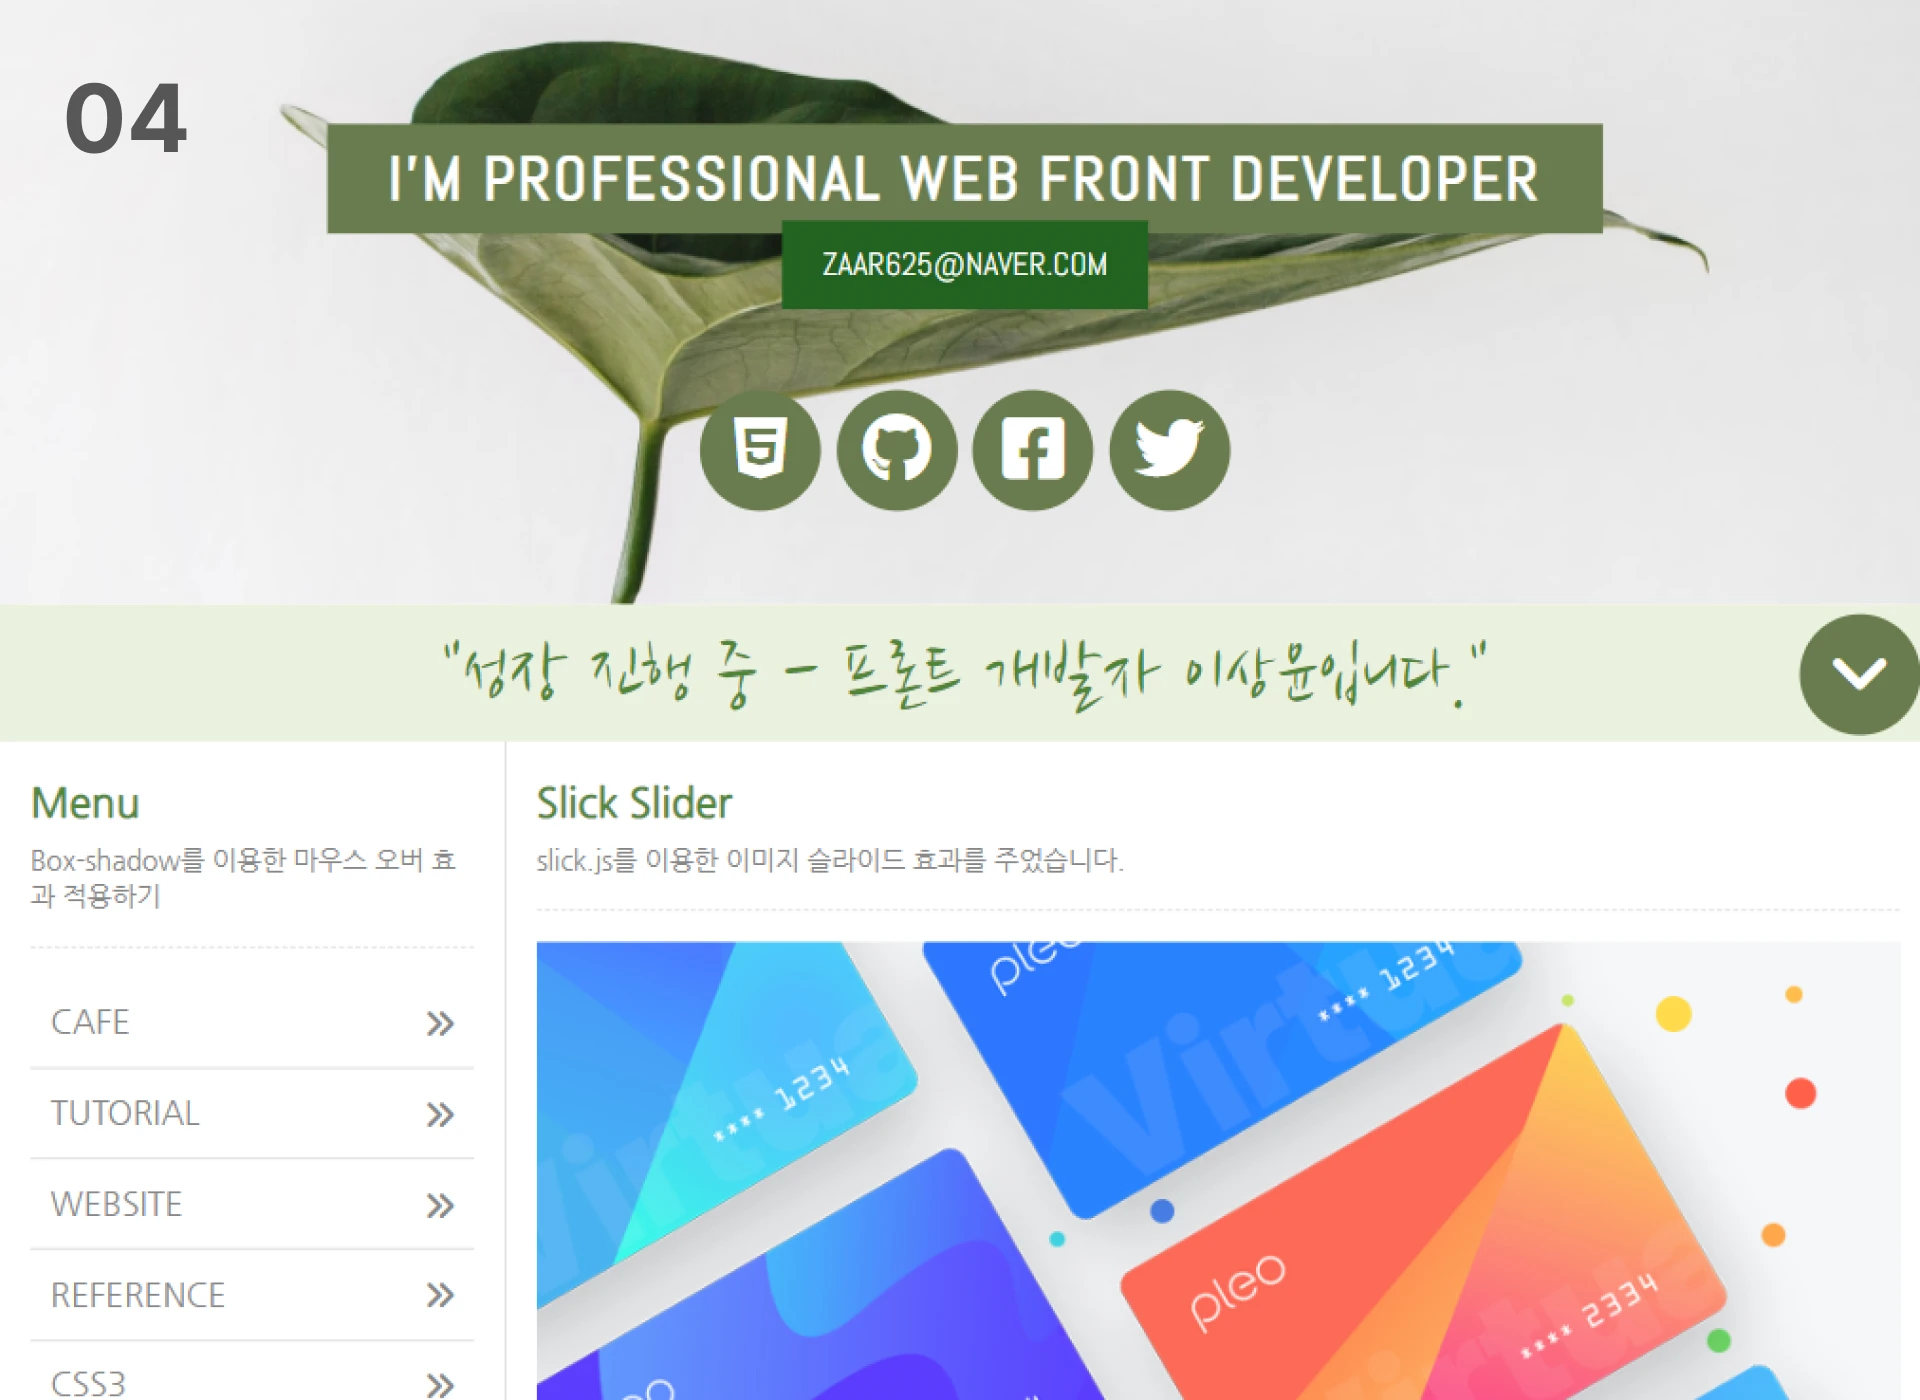 04
I'M PROFESSIONAL WEB FRONT DEVELOPER
ZAAR625@NAVER.COM
"성장 진행 중 - 프론트 개발자 이상윤입니다."
Menu
Box-shadow를 이용한 마우스 오버 효
과 적용하기
CAFE
TUTORIAL
WEBSITE
REFERENCE
CSS3
Slick Slider
slick.js를 이용한 이미지 슬라이드 효과를 주었습니다.
pleo
**** 1234
Virtua
**** 1234
Virtua
pleo
**** 2334